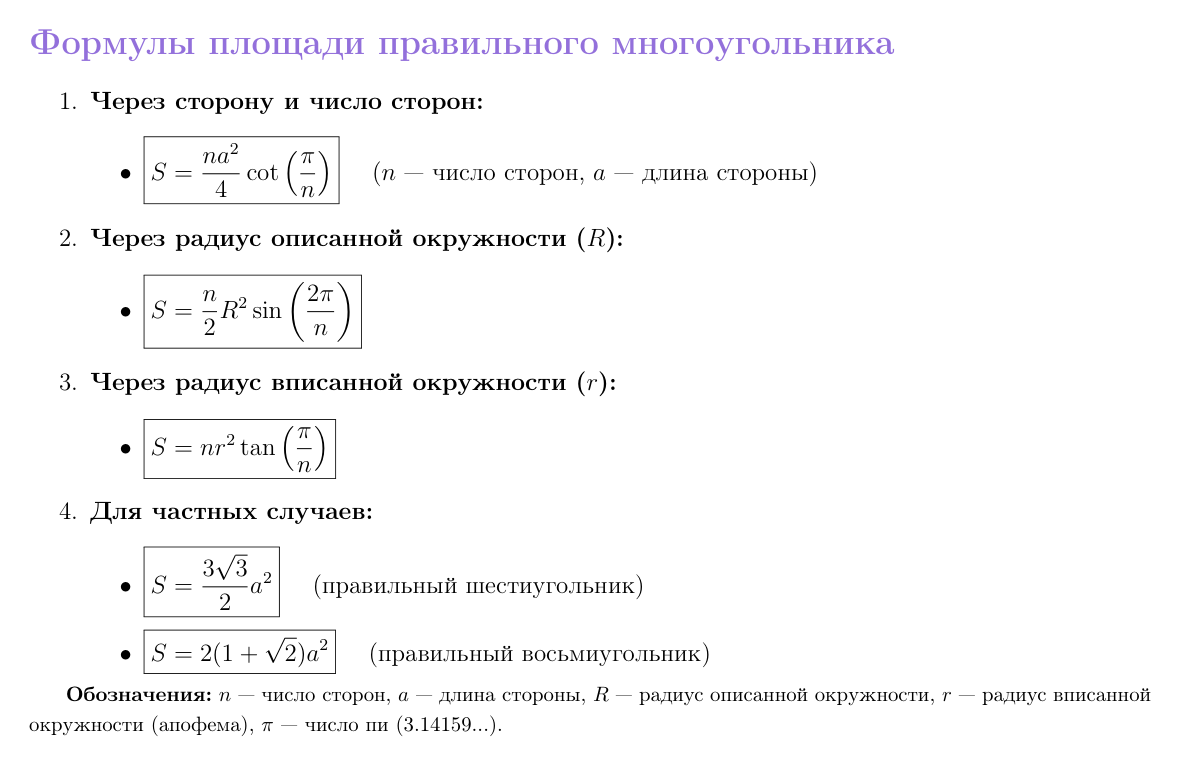 Формулы площади правильного многоугольника
1. Через сторону и число сторон:
• S = \frac{na^2}{4} \cot\left(\frac{\pi}{n}\right) (n — число сторон, a — длина стороны)
2. Через радиус описанной окружности (R):
• S = \frac{n}{2} R^2 \sin\left(\frac{2\pi}{n}\right)
3. Через радиус вписанной окружности (r):
• S = nr^2 \tan\left(\frac{\pi}{n}\right)
4. Для частных случаев:
• S = \frac{3\sqrt{3}}{2} a^2 (правильный шестиугольник)
• S = 2(1 + \sqrt{2})a^2 (правильный восьмиугольник)
Обозначения: n — число сторон, a — длина стороны, R — радиус описанной окружности, r — радиус вписанной
окружности (апофема), π — число пи (3.14159...).